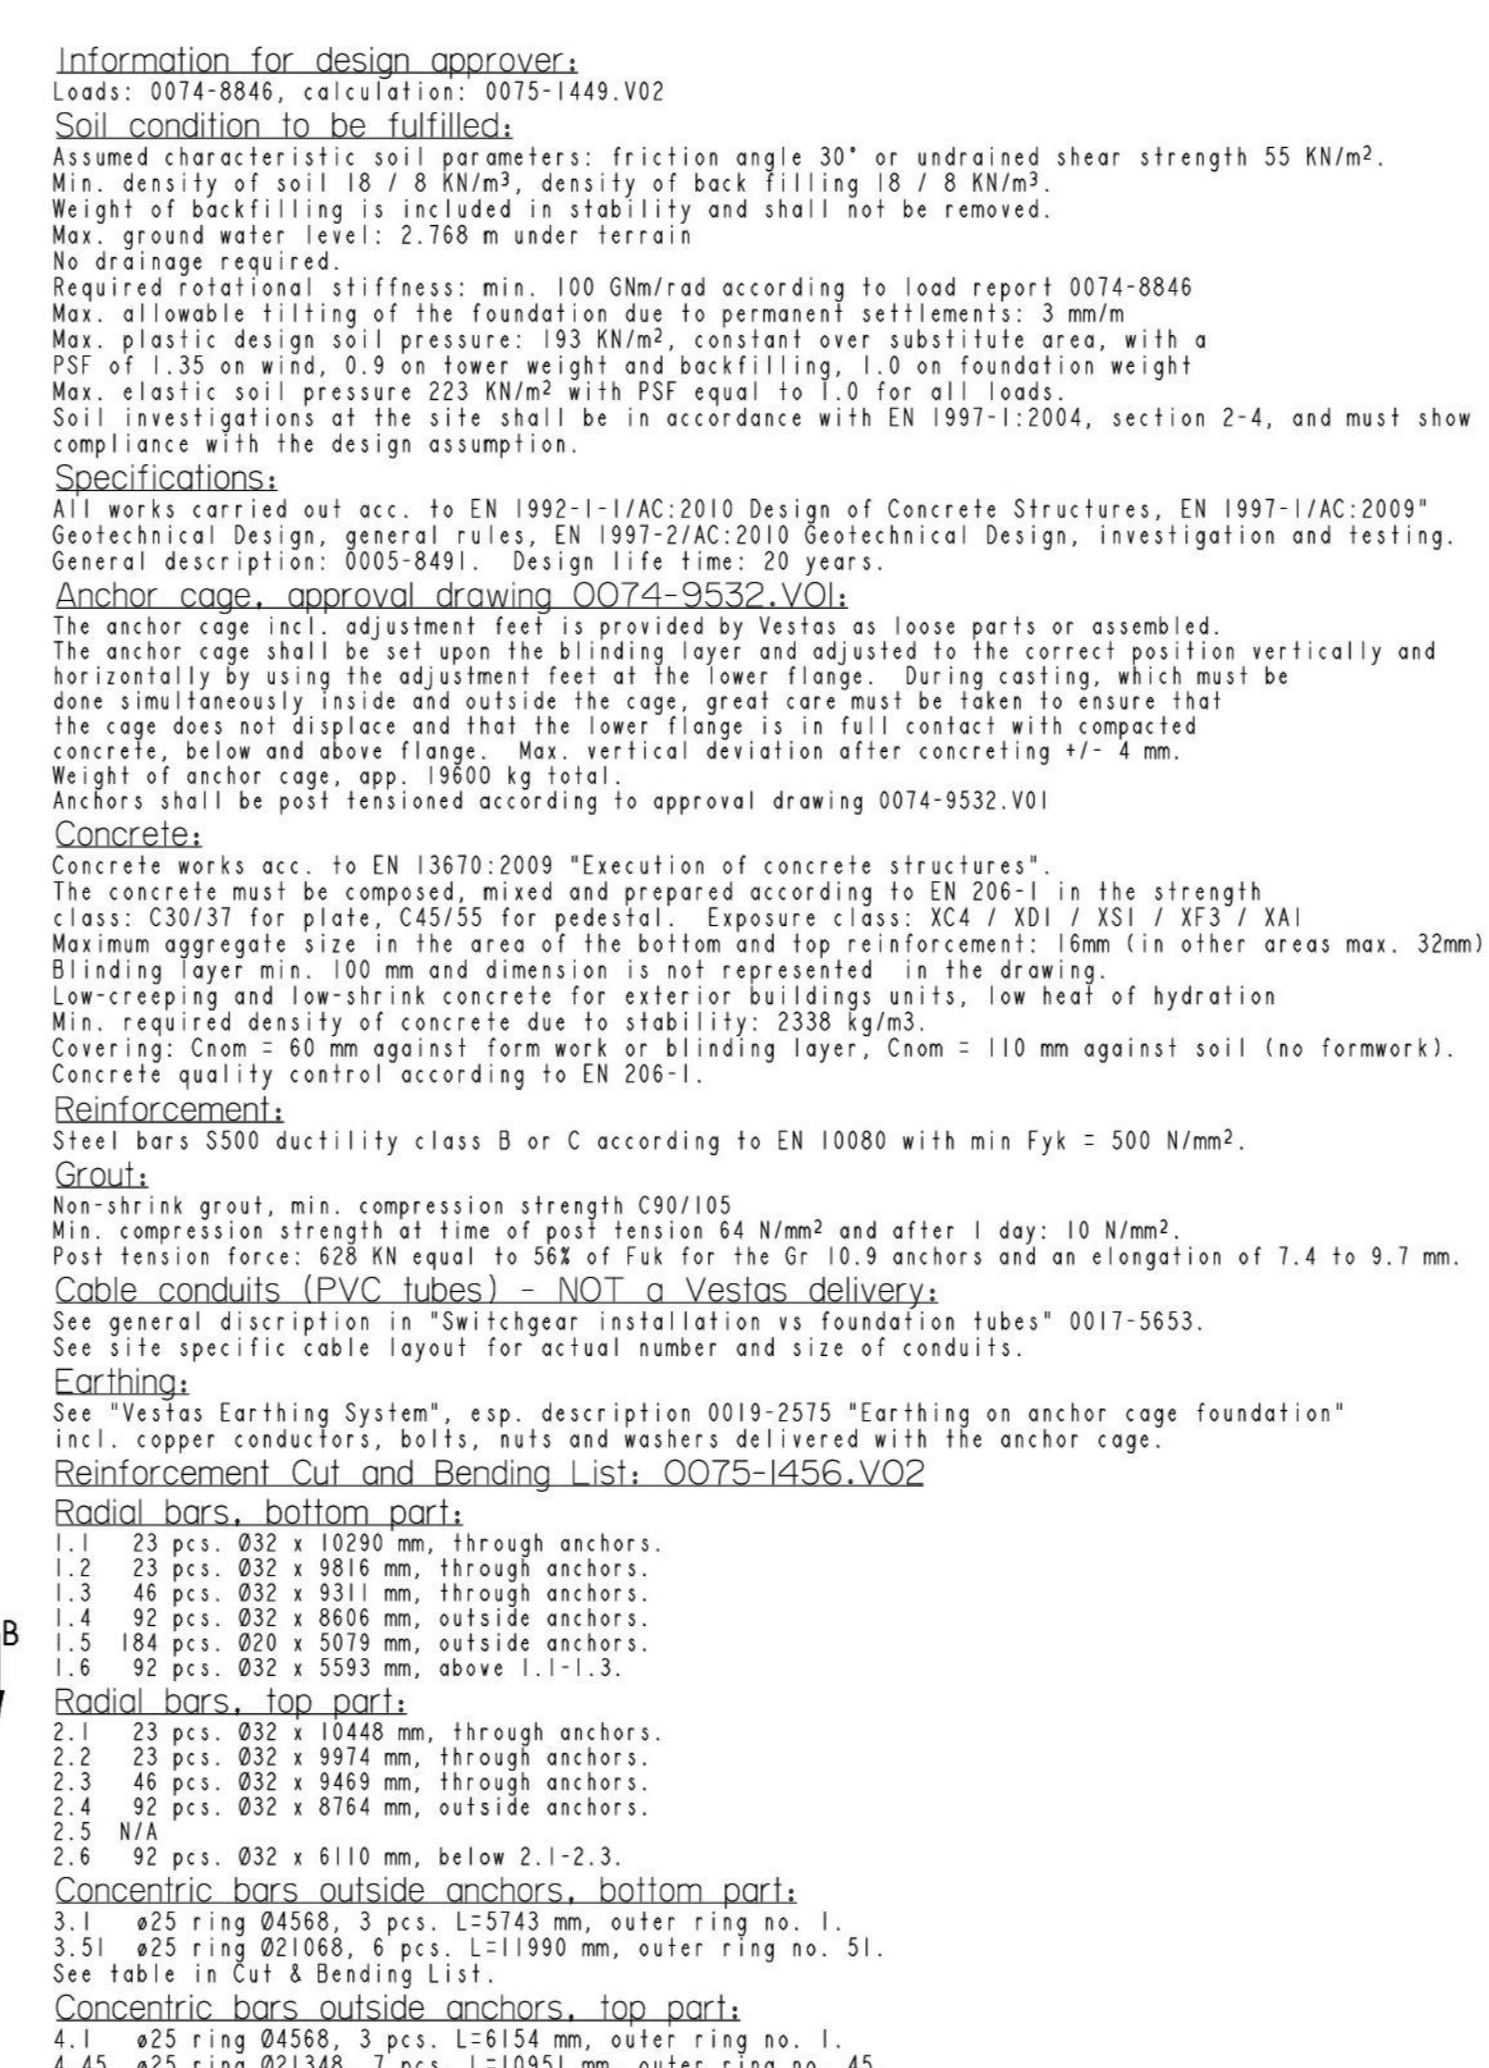 Information for design approver:
Loads: 0074-8846, calculation: 0075-1449.V02
Soil condition to be fulfilled:
Assumed characteristic soil parameters: friction angle 30° or undrained shear strength 55 KN/m².
Min. density of soil 18 / 8 KN/m³, density of back filling 18 / 8 KN/m³.
Weight of backfilling is included in stability and shall not be removed.
Max. ground water level: 2.768 m under terrain
No drainage required.
Required rotational stiffness: min. 100 GNm/rad according to load report 0074-8846
Max. allowable tilting of the foundation due to permanent settlements: 3 mm/m
Max. plastic design soil pressure: 193 KN/m², constant over substitute area, with a
PSF of 1.35 on wind, 0.9 on tower weight and backfilling, 1.0 on foundation weight
Max. elastic soil pressure 223 KN/m² with PSF equal to 1.0 for all loads.
Soil investigations at the site shall be in accordance with EN 1997-1:2004, section 2-4, and must show
compliance with the design assumption.
Specifications:
All works carried out acc. to EN 1992-1-1/AC:2010 Design of Concrete Structures, EN 1997-1/AC:2009"
Geotechnical Design, general rules, EN 1997-2/AC:2010 Geotechnical Design, investigation and testing.
General description: 0005-8491. Design life time: 20 years.
Anchor cage, approval drawing 0074-9532.V01:
The anchor cage incl. adjustment feet is provided by Vestas as loose parts or assembled.
The anchor cage shall be set upon the blinding layer and adjusted to the correct position vertically and
horizontally by using the adjustment feet at the lower flange. During casting, which must be
done simultaneously inside and outside the cage, great care must be taken to ensure that
the cage does not displace and that the lower flange is in full contact with compacted
concrete, below and above flange. Max. vertical deviation after concreting +/- 4 mm.
Weight of anchor cage, app. 19600 kg total.
Anchors shall be post tensioned according to approval drawing 0074-9532.V01
Concrete:
Concrete works acc. to EN 13670:2009 "Execution of concrete structures".
The concrete must be composed, mixed and prepared according to EN 206-1 in the strength
class: C30/37 for plate, C45/55 for pedestal. Exposure class: XC4 / XD1 / XS1 / XF3 / XA1
Maximum aggregate size in the area of the bottom and top reinforcement: 16mm (in other areas max. 32mm)
Blinding layer min. 100 mm and dimension is not represented in the drawing.
Low-creeping and low-shrink concrete for exterior buildings units, low heat of hydration
Min. required density of concrete due to stability: 2338 kg/m3.
Covering: Cnom = 60 mm against form work or blinding layer, Cnom = 110 mm against soil (no formwork).
Concrete quality control according to EN 206-1.
Reinforcement:
Steel bars S500 ductility class B or C according to EN 10080 with min Fyk = 500 N/mm².
Grout:
Non-shrink grout, min. compression strength C90/105
Min. compression strength at time of post tension 64 N/mm² and after 1 day: 10 N/mm².
Post tension force: 628 KN equal to 56% of Fuk for the Gr 10.9 anchors and an elongation of 7.4 to 9.7 mm.
Cable conduits (PVC tubes) - NOT a Vestas delivery:
See general discription in "Switchgear installation vs foundation tubes" 0017-5653.
See site specific cable layout for actual number and size of conduits.
Earthing:
See "Vestas Earthing System", esp. description 0019-2575 "Earthing on anchor cage foundation"
incl. copper conductors, bolts, nuts and washers delivered with the anchor cage.
Reinforcement Cut and Bending List: 0075-1456.V02
Radial bars, bottom part:
1.1 23 pcs. Ø32 x 10290 mm, through anchors.
1.2 23 pcs. Ø32 x 9816 mm, through anchors.
1.3 46 pcs. Ø32 x 9311 mm, through anchors.
1.4 92 pcs. Ø32 x 8606 mm, outside anchors.
B
1.5 184 pcs. Ø20 x 5079 mm, outside anchors.
1.6 92 pcs. Ø32 x 5593 mm, above 1.1-1.3.
Radial bars, top part:
2.1 23 pcs. Ø32 x 10448 mm, through anchors.
2.2 23 pcs. Ø32 x 9974 mm, through anchors.
2.3 46 pcs. Ø32 x 9469 mm, through anchors.
2.4 92 pcs. Ø32 x 8764 mm, outside anchors.
2.5 N/A
2.6 92 pcs. Ø32 x 6110 mm, below 2.1-2.3.
Concentric bars outside anchors, bottom part:
3.1 ø25 ring Ø4568, 3 pcs. L=5743 mm, outer ring no. 1.
3.51 ø25 ring Ø21068, 6 pcs. L=11990 mm, outer ring no. 51.
See table in Cut & Bending List.
Concentric bars outside anchors, top part:
4.1 ø25 ring Ø4568, 3 pcs. L=6154 mm, outer ring no. 1.
4.45 ø25 ring Ø21348, 7 pcs. L=10951 mm, outer ring no. 45